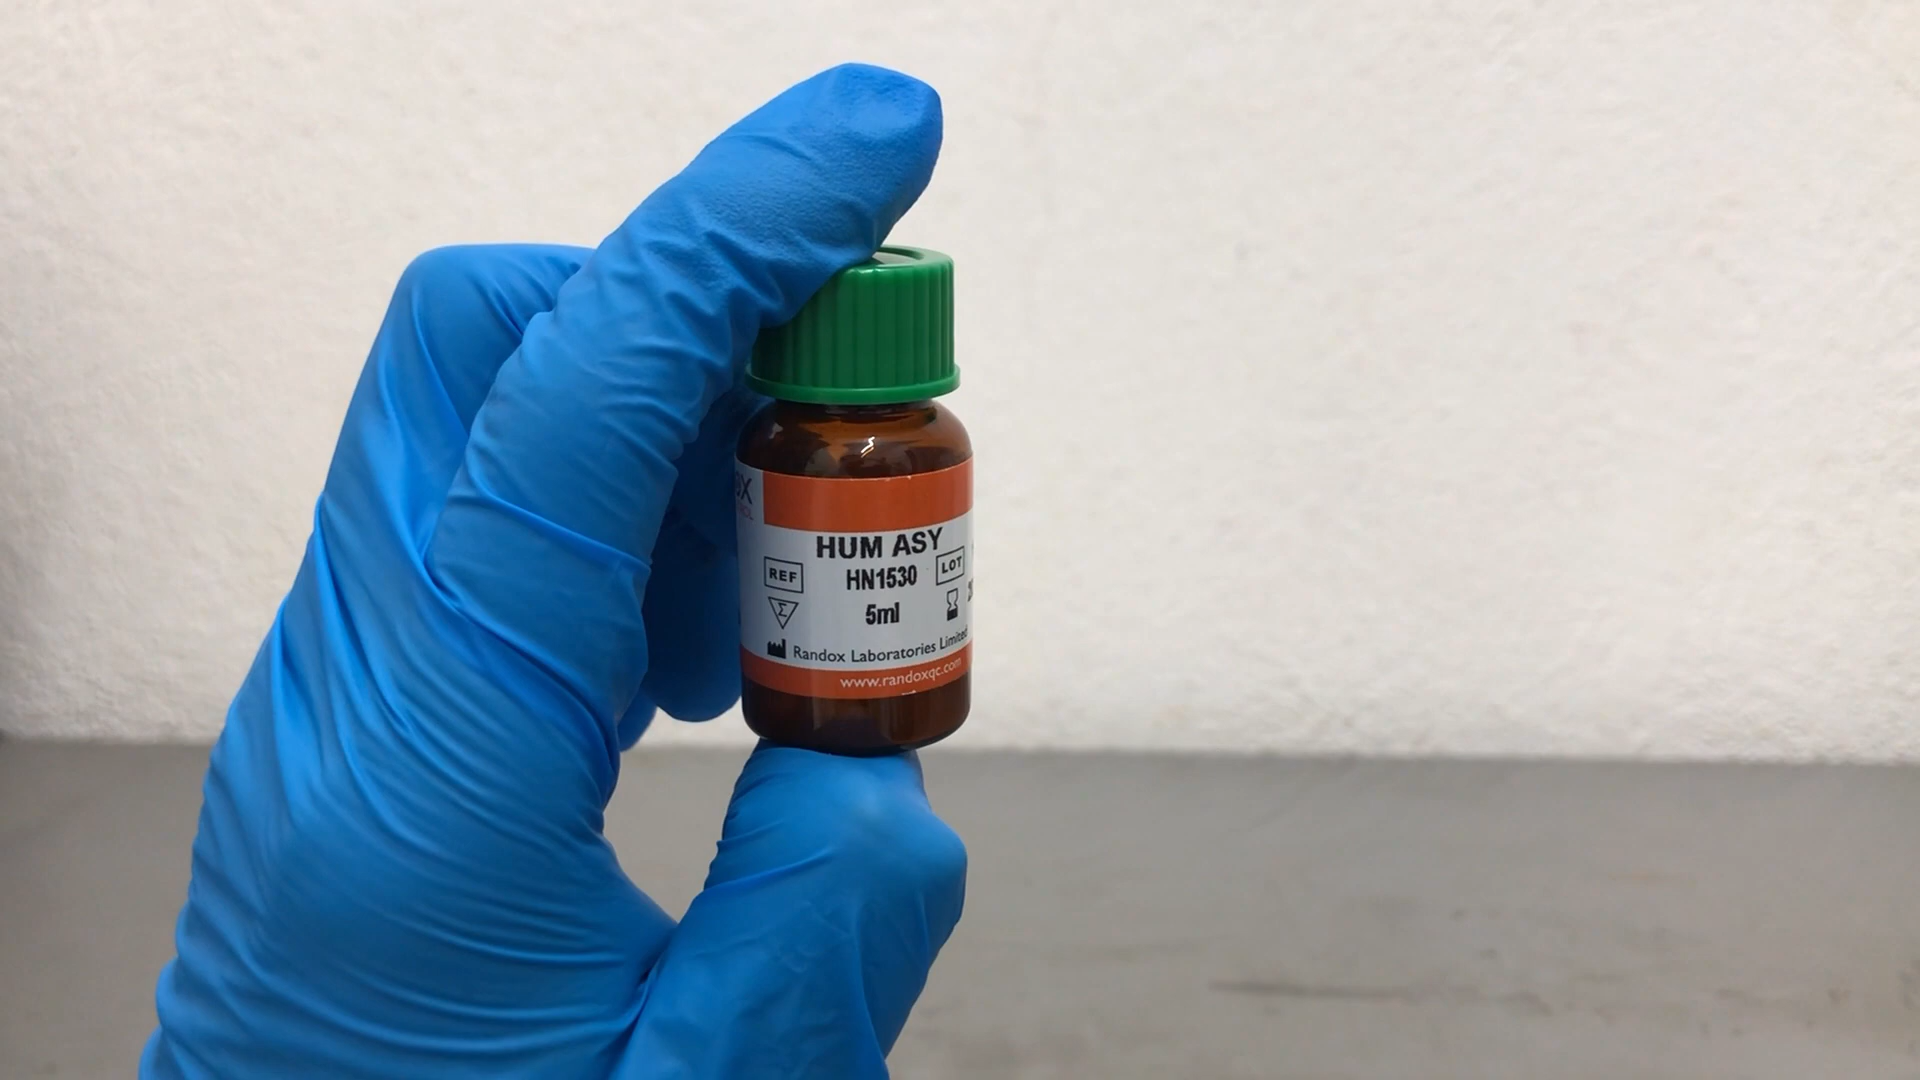 HUM ASY
REF HN1530 LOT
Σ 5ml
Randox Laboratories Limited
www.randoxqc.com